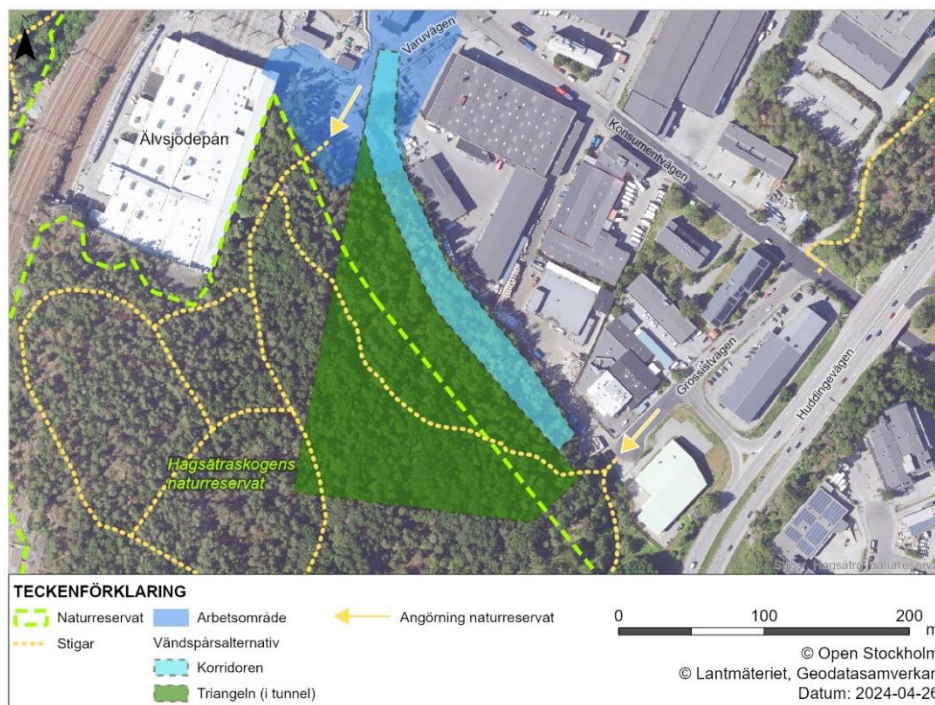 N
Varuvägen
Älvsjödepån
Konsumentvägen
Grossistvägen
Huddingevägen
Hagsätraskogens
naturreservat
TECKENFÖRKLARING
Naturreservat
Stigar
Arbetsområde
Vändspårsalternativ
Korridoren
Triangeln (i tunnel)
Angörning naturreservat
0 100 200 m
© Open Stockholm
© Lantmäteriet, Geodatasamverkan
Datum: 2024-04-26